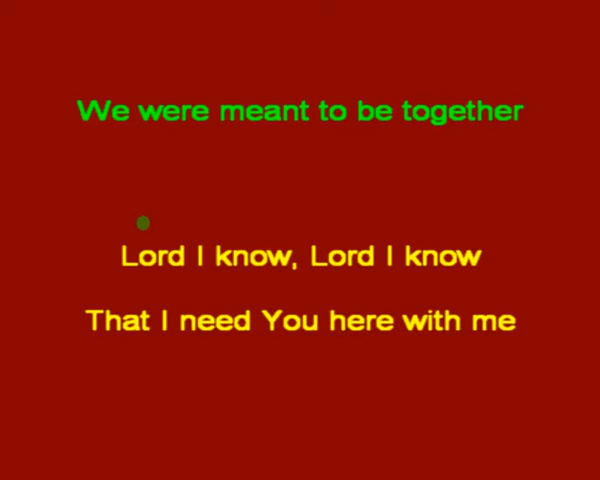 We were meant to be together
Lord I know, Lord I know
That I need You here with me